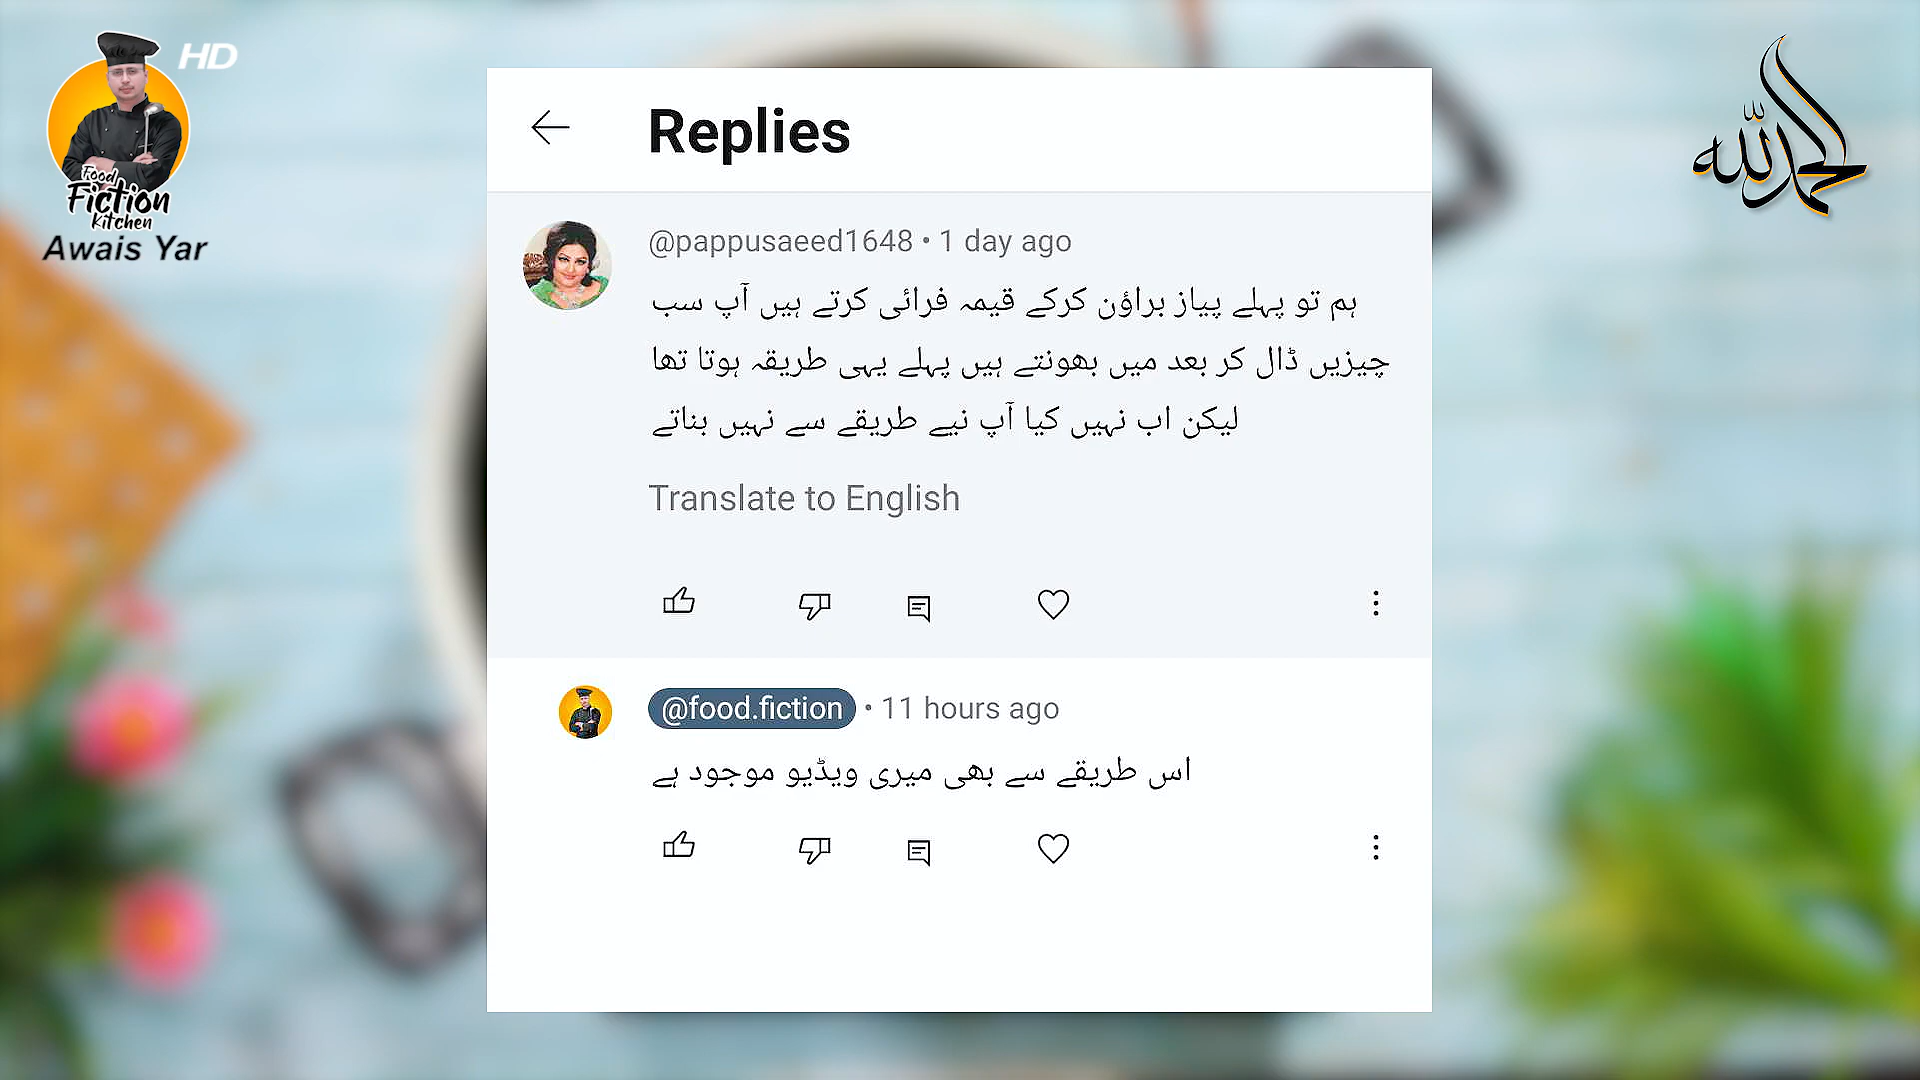 HD
Food
Fiction
Kitchen
Awais Yar
الحمدللہ
Replies
@pappusaeed1648 • 1 day ago
ہم تو پہلے پیاز براؤن کرکے قیمہ فرائی کرتے ہیں آپ سب
چیزیں ڈال کر بعد میں بھونتے ہیں پہلے یہی طریقہ ہوتا تھا
لیکن اب نہیں کیا آپ نیے طریقے سے نہیں بناتے
Translate to English
@food.fiction • 11 hours ago
اس طریقے سے بھی میری ویڈیو موجود ہے